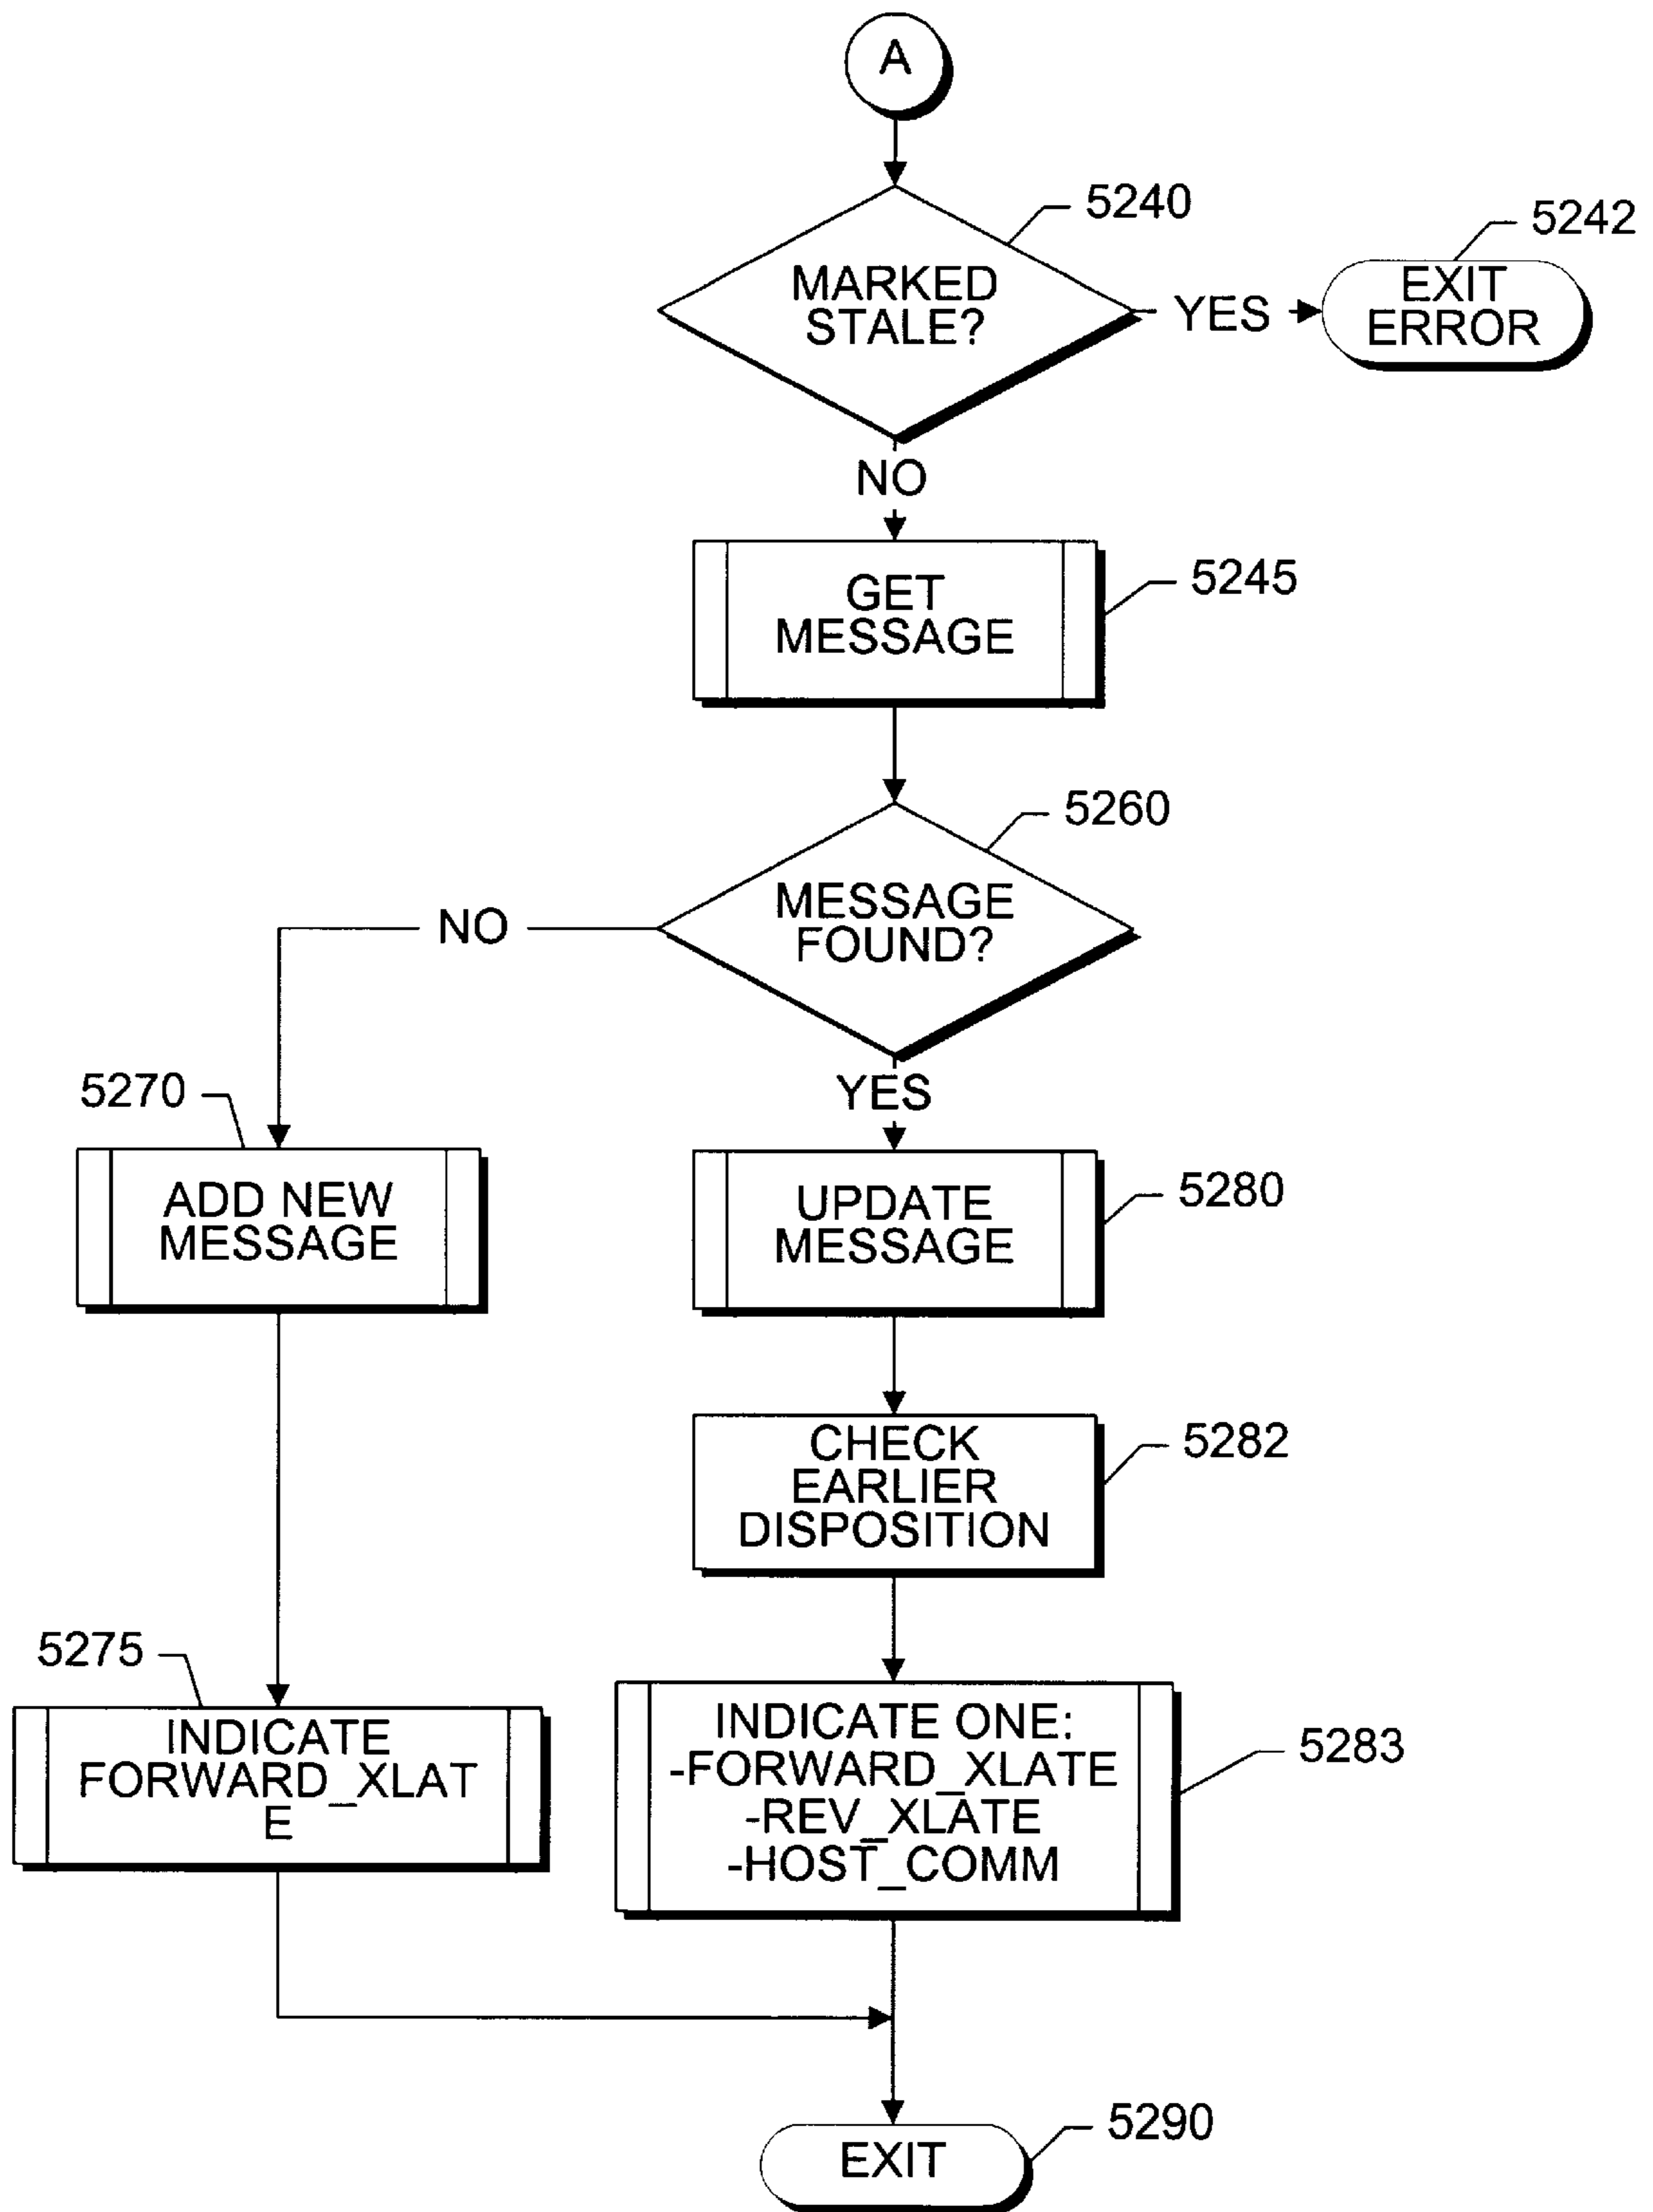 A
5240
5242
MARKED
STALE?
YES
EXIT
ERROR
NO
5245
GET
MESSAGE
5260
MESSAGE
FOUND?
NO
5270
YES
ADD NEW
MESSAGE
5280
UPDATE
MESSAGE
5282
CHECK
EARLIER
DISPOSITION
5275
INDICATE
FORWARD_XLAT
E
5283
INDICATE ONE:
-FORWARD_XLATE
-REV_XLATE
-HOST_COMM
5290
EXIT